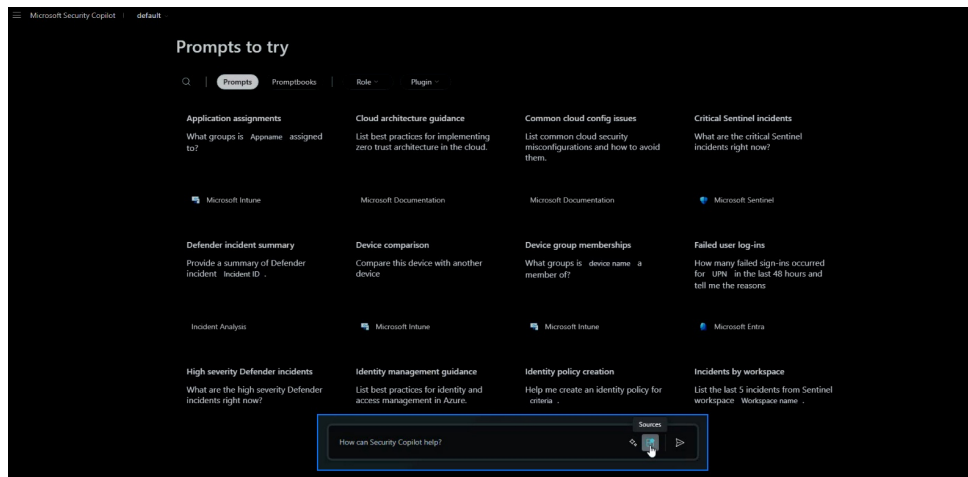 Microsoft Security Copilot default
Prompts to try
Prompts Promptbooks Role Plugin
Application assignments
What groups is Appname assigned
to?
Microsoft Intune
Cloud architecture guidance
List best practices for implementing
zero trust architecture in the cloud.
Microsoft Documentation
Common cloud config issues
List common cloud security
misconfigurations and how to avoid
them.
Microsoft Documentation
Critical Sentinel incidents
What are the critical Sentinel
incidents right now?
Microsoft Sentinel
Defender incident summary
Provide a summary of Defender
incident Incident ID .
Incident Analysis
Device comparison
Compare this device with another
device
Microsoft Intune
Device group memberships
What groups is device name a
member of?
Microsoft Intune
Failed user log-ins
How many failed sign-ins occurred
for UPN in the last 48 hours and
tell me the reasons
Microsoft Entra
High severity Defender incidents
What are the high severity Defender
incidents right now?
Identity management guidance
List best practices for identity and
access management in Azure.
Identity policy creation
Help me create an identity policy for
criteria .
Incidents by workspace
List the last 5 incidents from Sentinel
workspace Workspace name .
Sources
How can Security Copilot help?